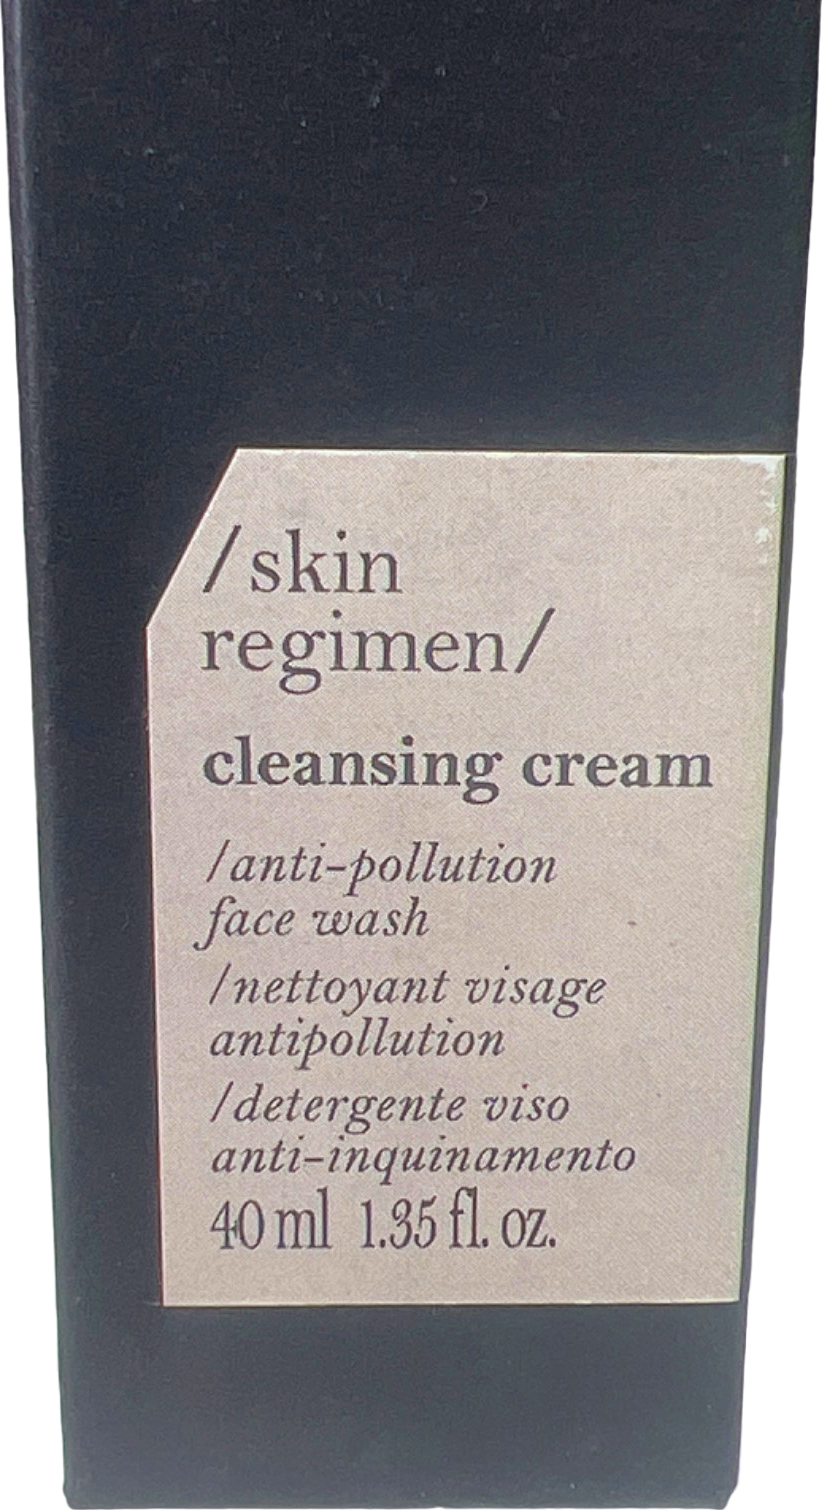 /skin
regimen/
cleansing cream
/anti-pollution
face wash
/nettoyant visage
antipollution
/detergente viso
anti-inquinamento
40 ml 1.35 fl. oz.